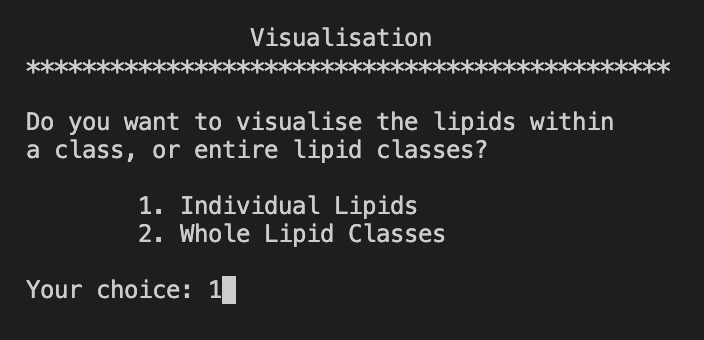 Visualisation
**********************************************
Do you want to visualise the lipids within
a class, or entire lipid classes?
1. Individual Lipids
2. Whole Lipid Classes
Your choice: 1